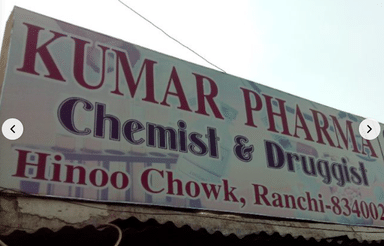 KUMAR PHARMA
Chemist & Druggist
Hinoo Chowk, Ranchi-834002